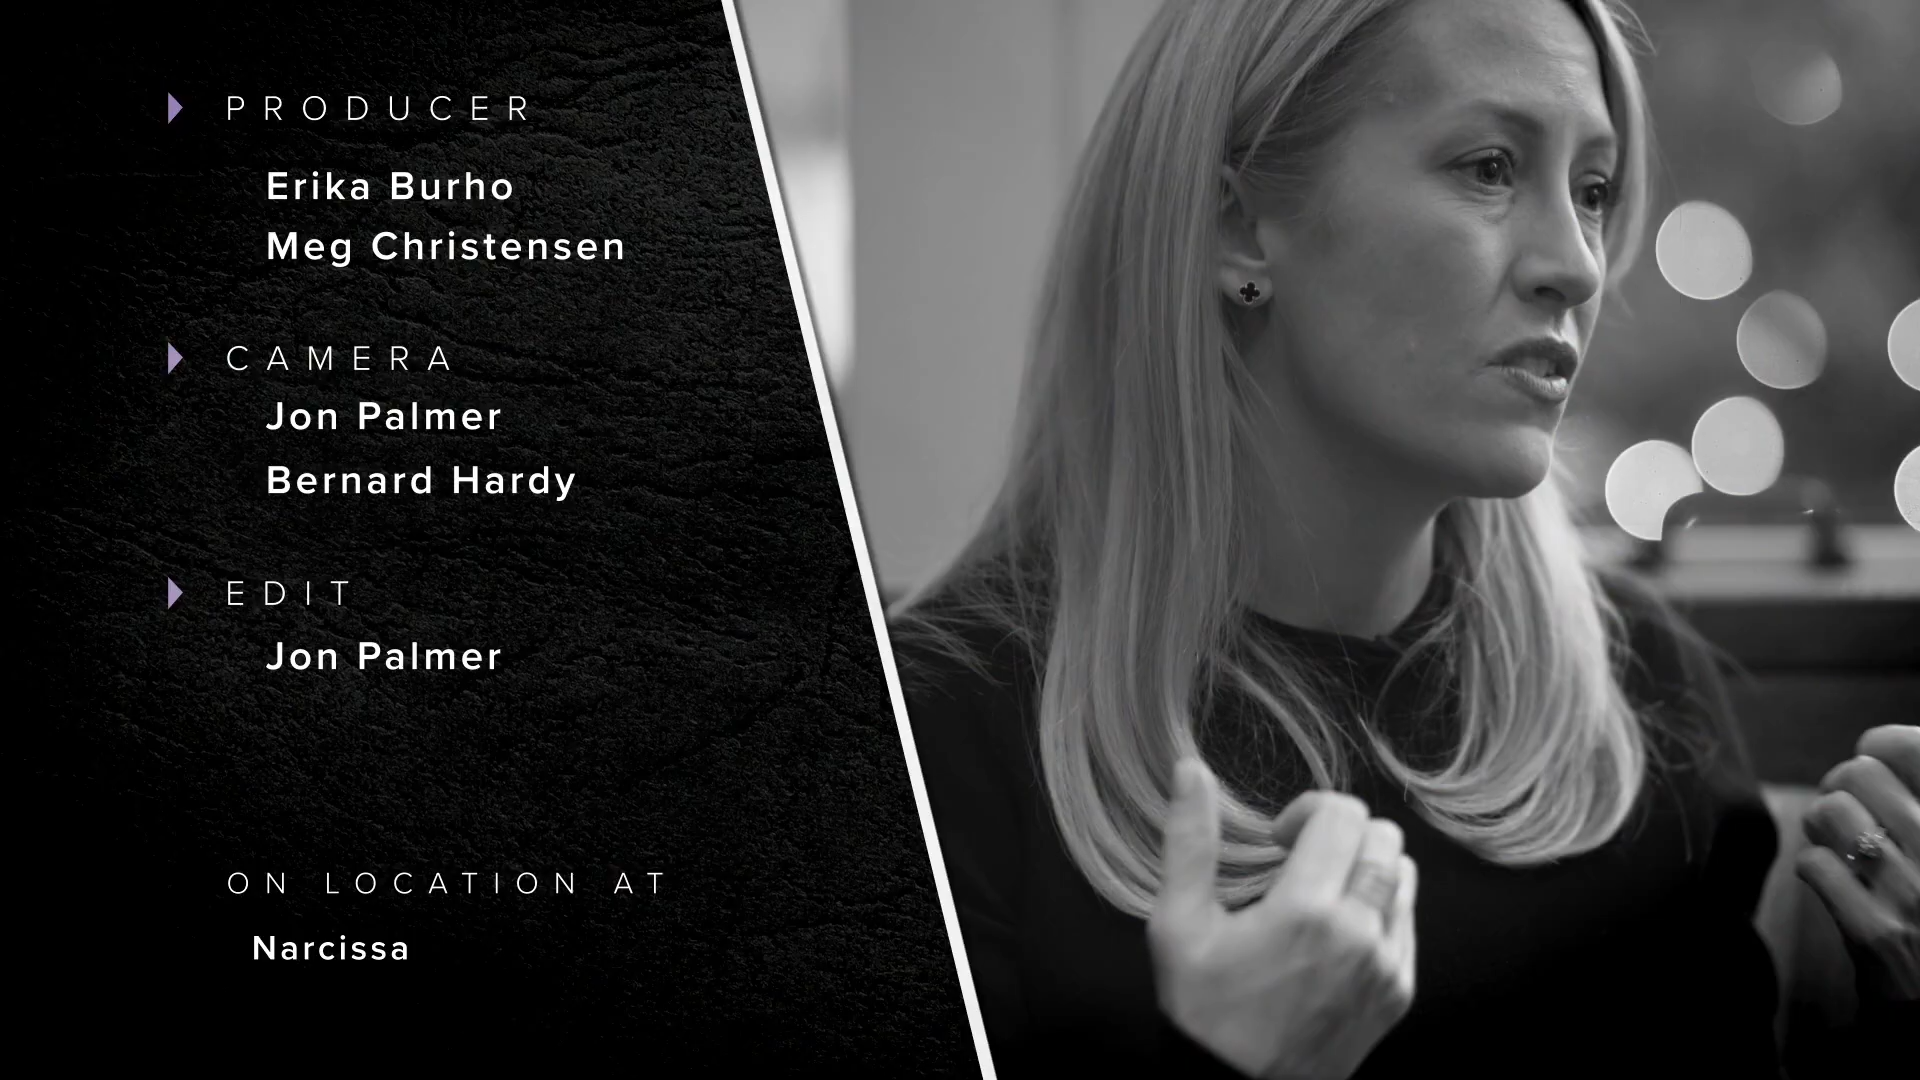 PRODUCER
Erika Burho
Meg Christensen
CAMERA
Jon Palmer
Bernard Hardy
EDIT
Jon Palmer
ON LOCATION AT
Narcissa